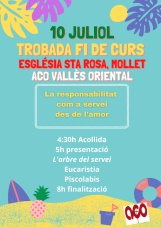 10 JULIOL
TROBADA FI DE CURS
ESGLÉSIA STA ROSA, MOLLET
ACO VALLÈS ORIENTAL
La responsabilitat
com a servei
des de l'amor
4:30h Acollida
5h presentació
L'arbre del servei
Eucaristia
Piscolabis
8h finalització
aco